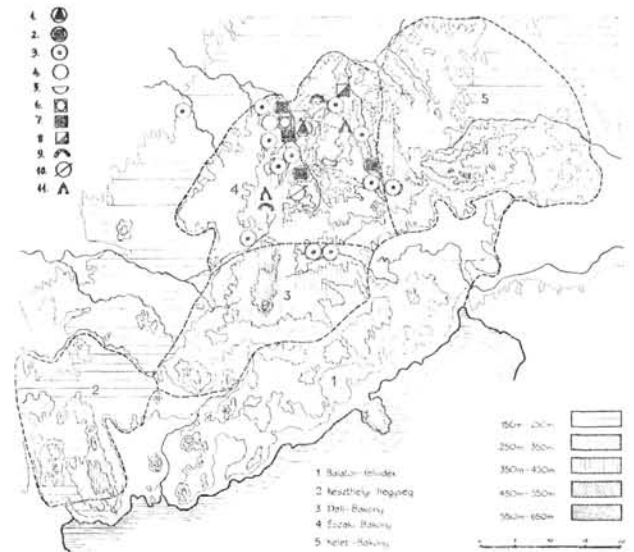 1.
2.
3.
4.
5.
6.
7.
8
9.
10.
11.
5
4
3
2
1
1 Balaton-felvidék
2 Keszthelyi hegység
3 Déli-Bakony
4 Északi-Bakony
5 Keleti-Bakony
150m-250m
250m-350m
350m-450m
450m-550m
550m-650m